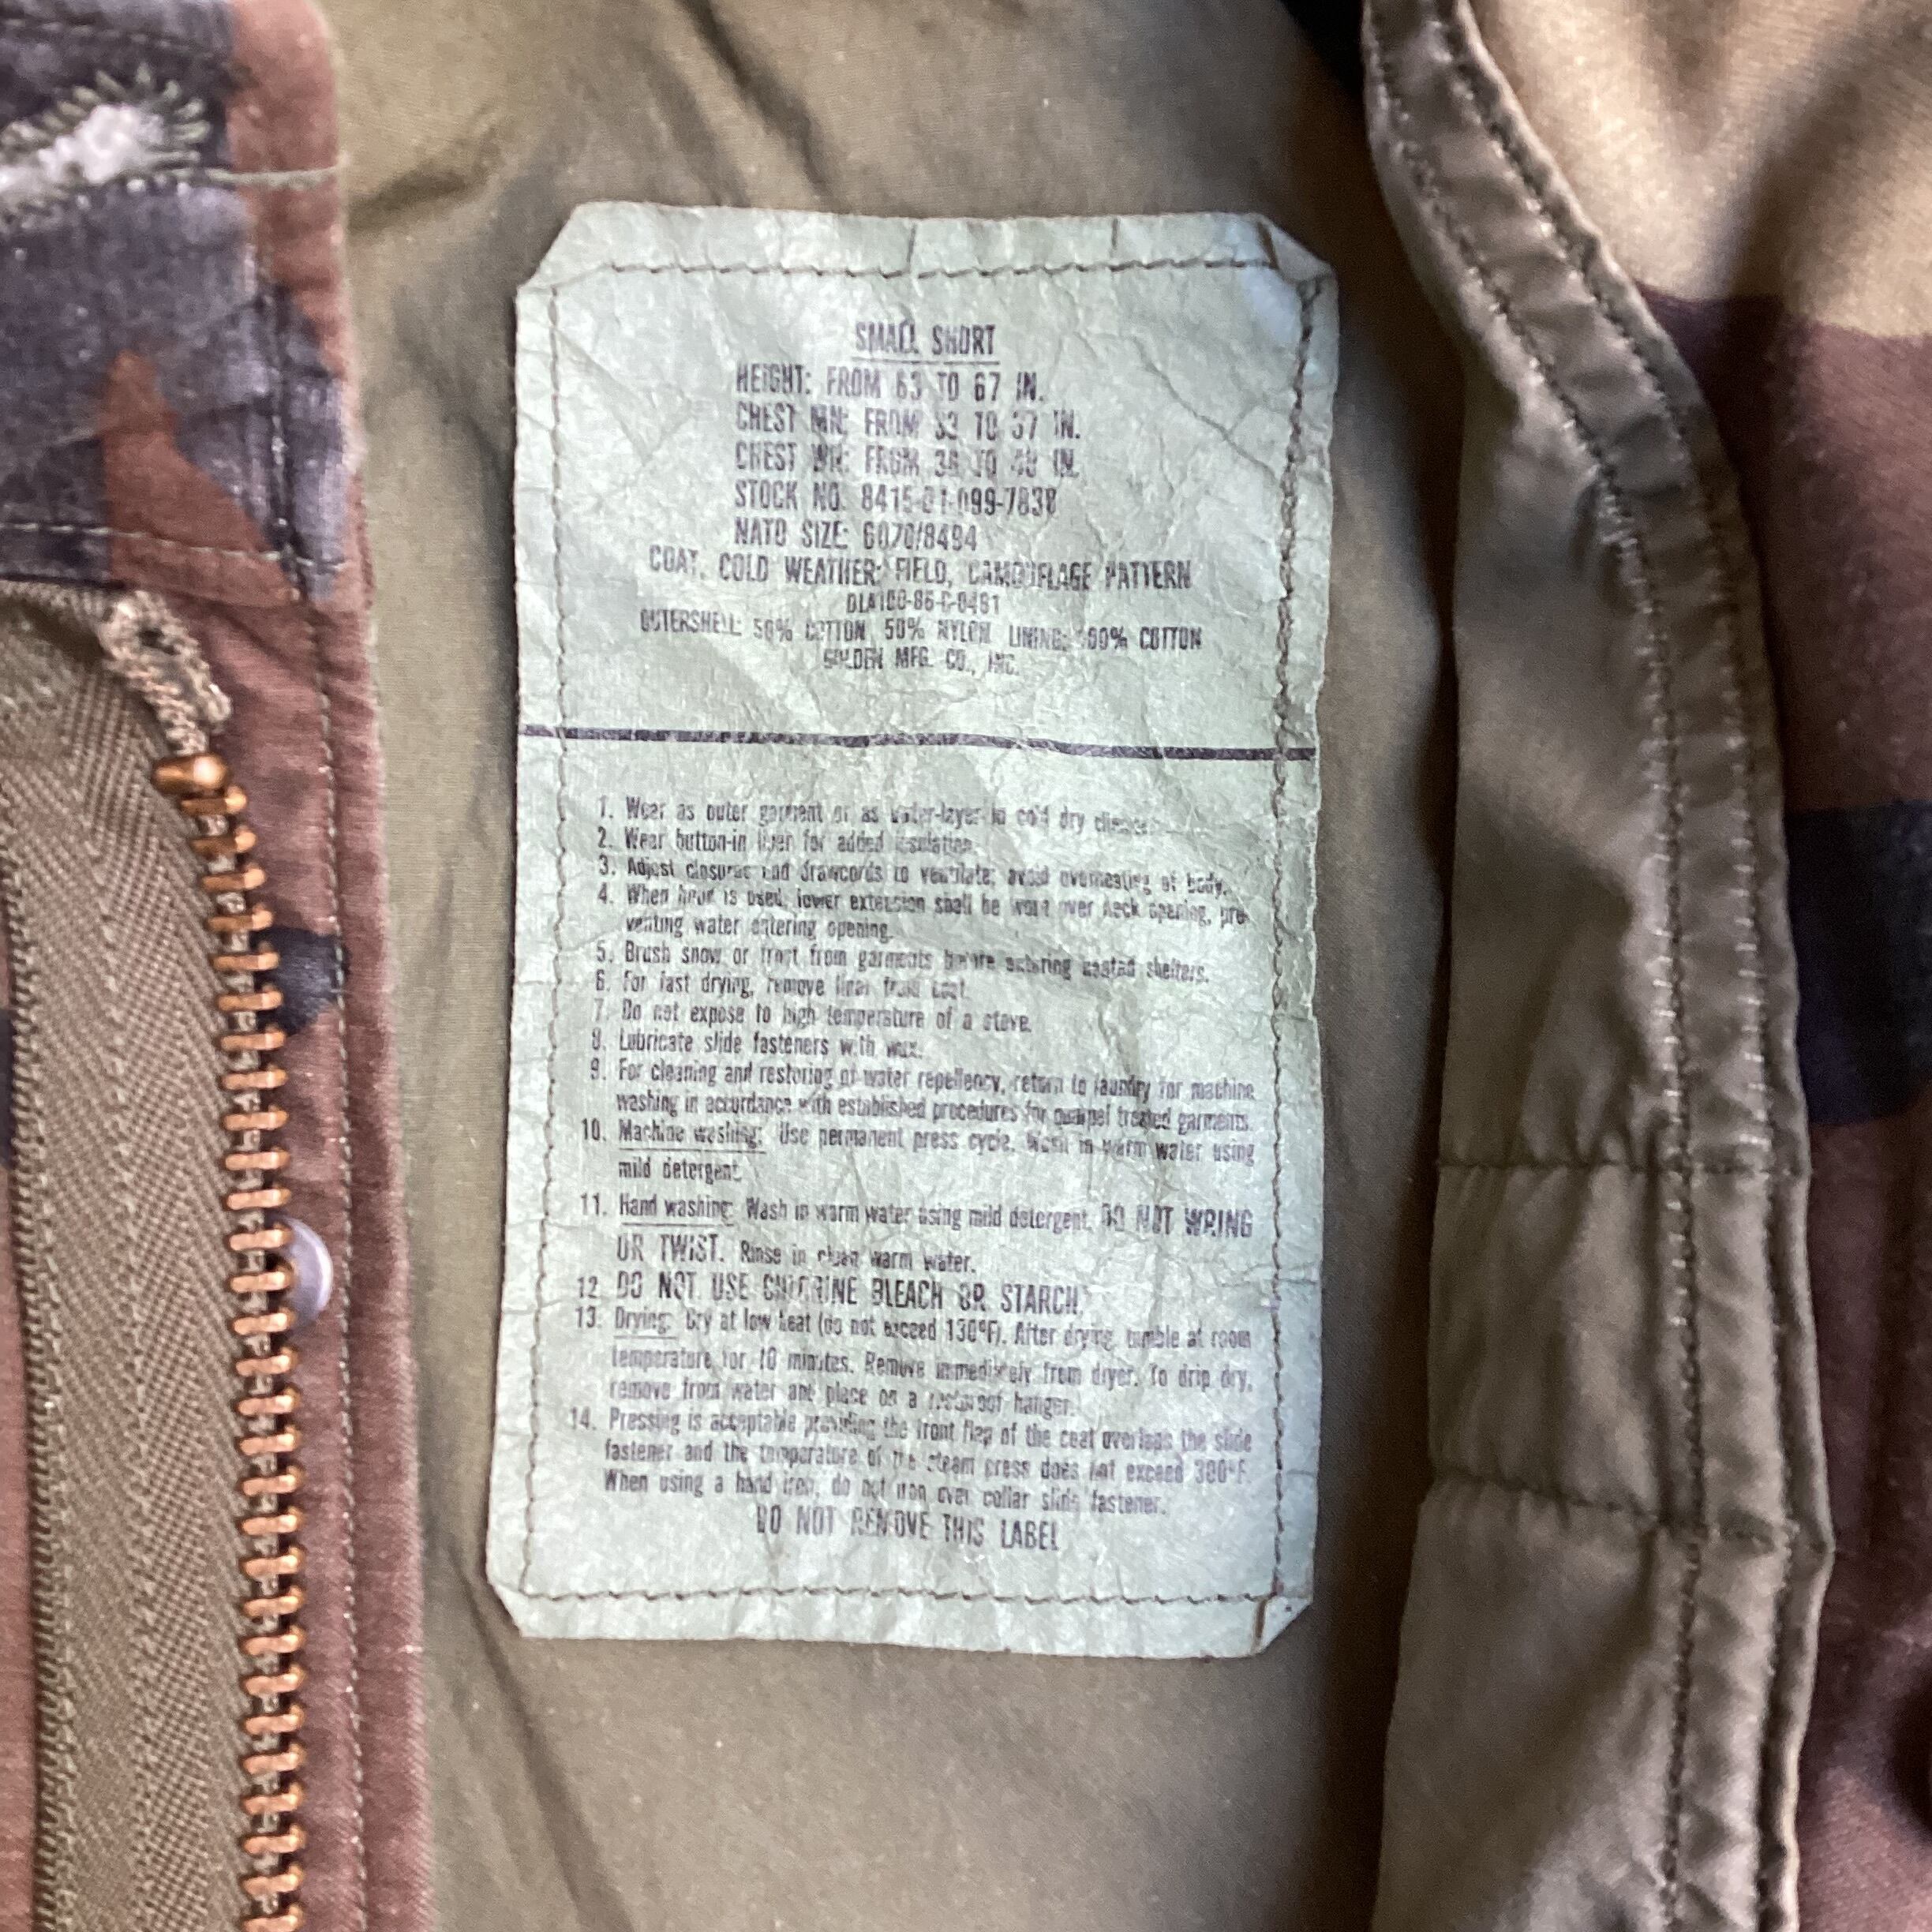 SMALL SHORT
HEIGHT: FROM 63 TO 67 IN.
CHEST MN: FROM 33 TO 37 IN.
CHEST WR: FROM TO IN.
STOCK NO. 8415-01-099-7838
NATO SIZE: 6070/8494
COAT, COLD WEATHER: FIELD, CAMOUFLAGE PATTERN
DLA100-86-C-0481
OUTERSHELL: 50% COTTON 50% NYLON LINING: 100% COTTON
GOLDEN MFG. CO., INC.
1. Wear as outer garment or as in cold dry
2. Wear button-in liner for added insulation.
3. Adjust closures and drawcords to ventilate; avoid overheating of body.
4. When hood is used, lower extension shall be worn over neck opening, pre-
venting water entering opening.
5. Brush snow or frost from garments before entering heated shelters.
6. For fast drying, remove liner from coat.
7. Do not expose to high temperature of a stove.
8. Lubricate slide fasteners with wax.
9. For cleaning and restoring of water repellency, return to laundry for machine
washing in accordance with established procedures for quarpel treated garments.
10. Machine washing: Use permanent press cycle. Wash in warm water using
mild detergent.
11. Hand washing: Wash in warm water using mild detergent. DO NOT WRING
OR TWIST. Rinse in clean warm water.
12. DO NOT USE CHLORINE BLEACH OR STARCH.
13. Drying: Dry at low heat (do not exceed 130°F). After drying, tumble at room
temperature for 10 minutes. Remove immediately from dryer. To drip dry,
remove from water and place on a rustproof hanger.
14. Pressing is acceptable providing the front flap of the coat overlaps the slide
fastener and the temperature of the steam press does not exceed 300°F.
When using a hand iron, do not iron over collar slide fastener.
DO NOT REMOVE THIS LABEL